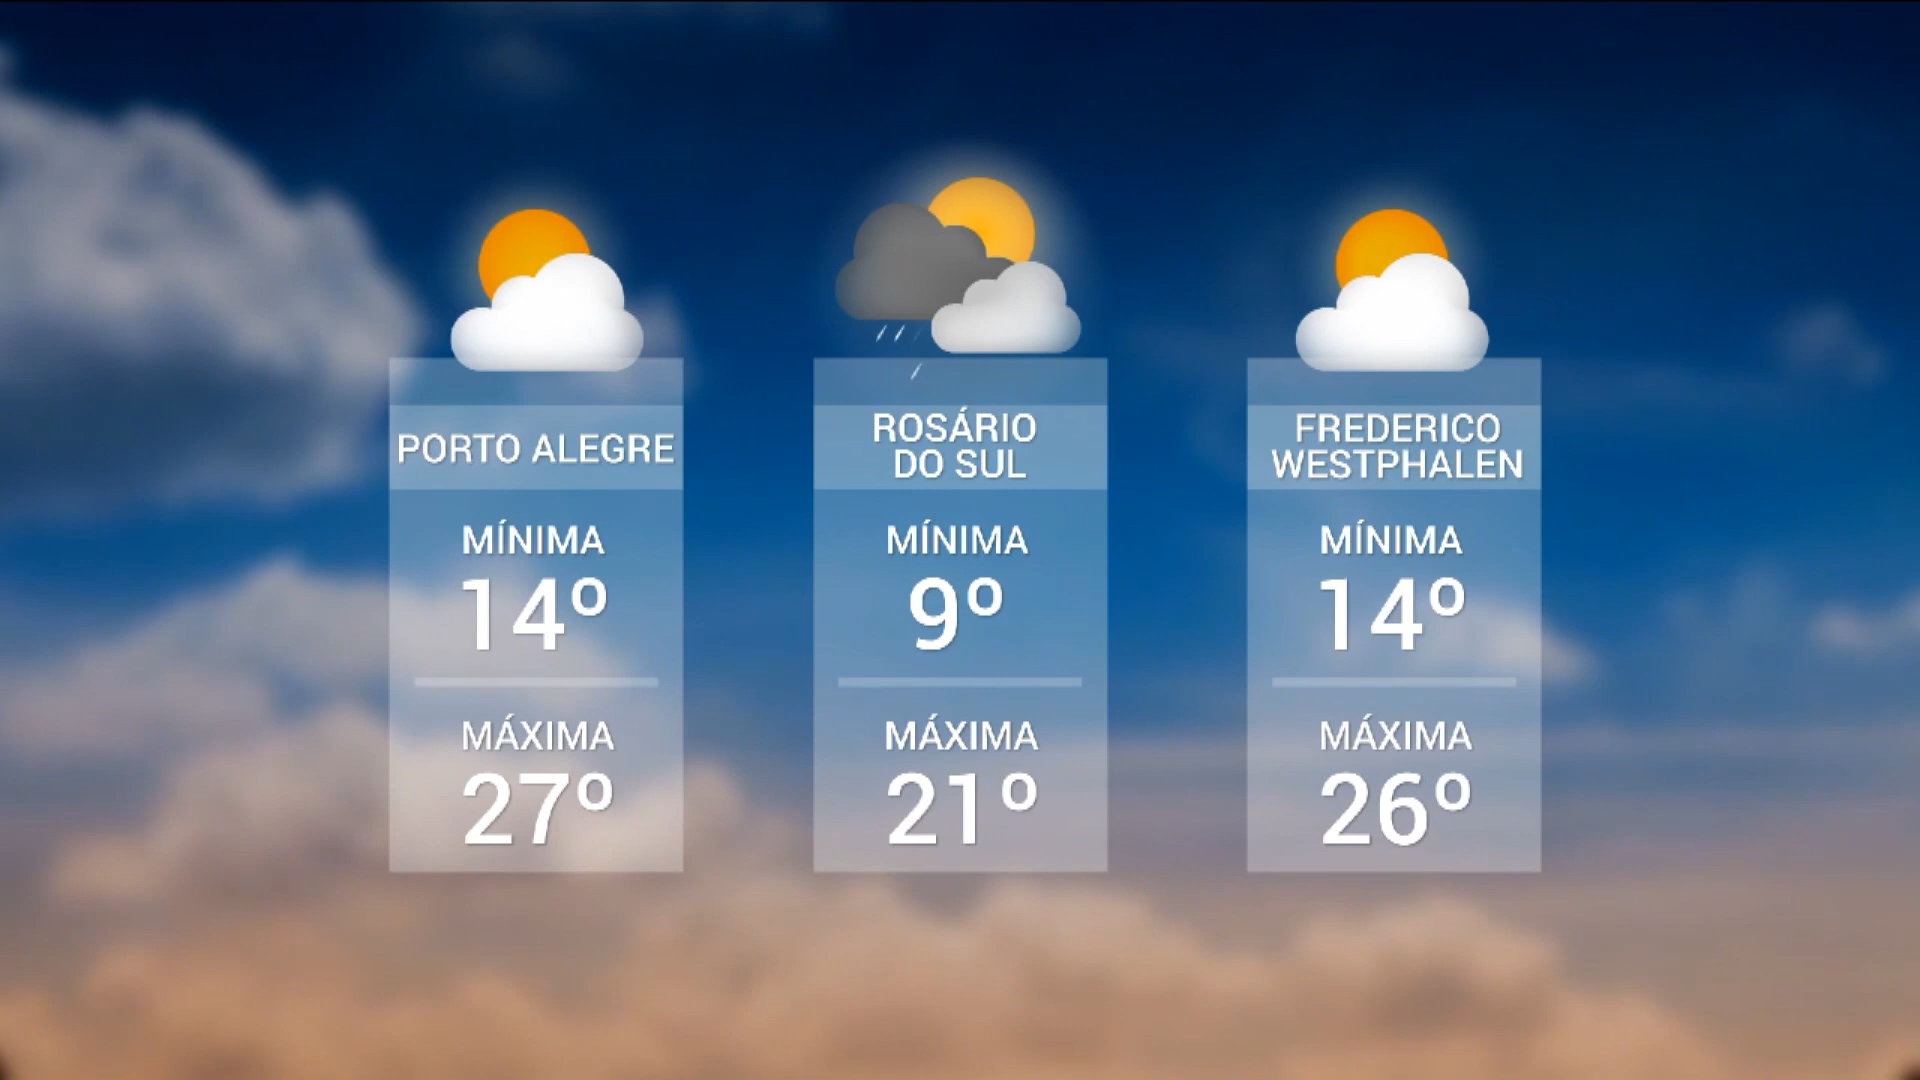 PORTO ALEGRE
MÍNIMA
14º
MÁXIMA
27º
ROSÁRIO
DO SUL
MÍNIMA
9º
MÁXIMA
21º
FREDERICO
WESTPHALEN
MÍNIMA
14º
MÁXIMA
26º